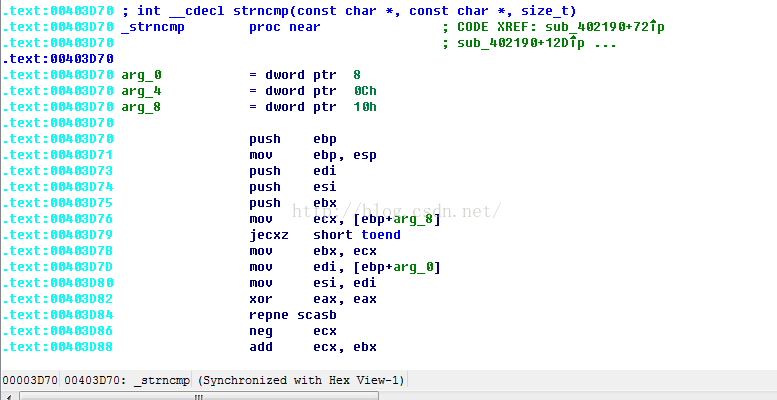 .text:00403D70 ; int __cdecl strncmp(const char *, const char *, size_t)
.text:00403D70 _strncmp        proc near               ; CODE XREF: sub_402190+72↑p
.text:00403D70                                         ; sub_402190+12D↑p ...
.text:00403D70
.text:00403D70 arg_0           = dword ptr  8
.text:00403D70 arg_4           = dword ptr  0Ch
.text:00403D70 arg_8           = dword ptr  10h
.text:00403D70
.text:00403D70                 push    ebp
.text:00403D71                 mov     ebp, esp
.text:00403D73                 push    edi
.text:00403D74                 push    esi
.text:00403D75                 push    ebx
.text:00403D76                 mov     ecx, [ebp+arg_8]
.text:00403D79                 jecxz   short toend
.text:00403D7B                 mov     ebx, ecx
.text:00403D7D                 mov     edi, [ebp+arg_0]
.text:00403D80                 mov     esi, edi
.text:00403D82                 xor     eax, eax
.text:00403D84                 repne scasb
.text:00403D86                 neg     ecx
.text:00403D88                 add     ecx, ebx
http://blog.csdn.net/
00003D70 00403D70: _strncmp (Synchronized with Hex View-1)